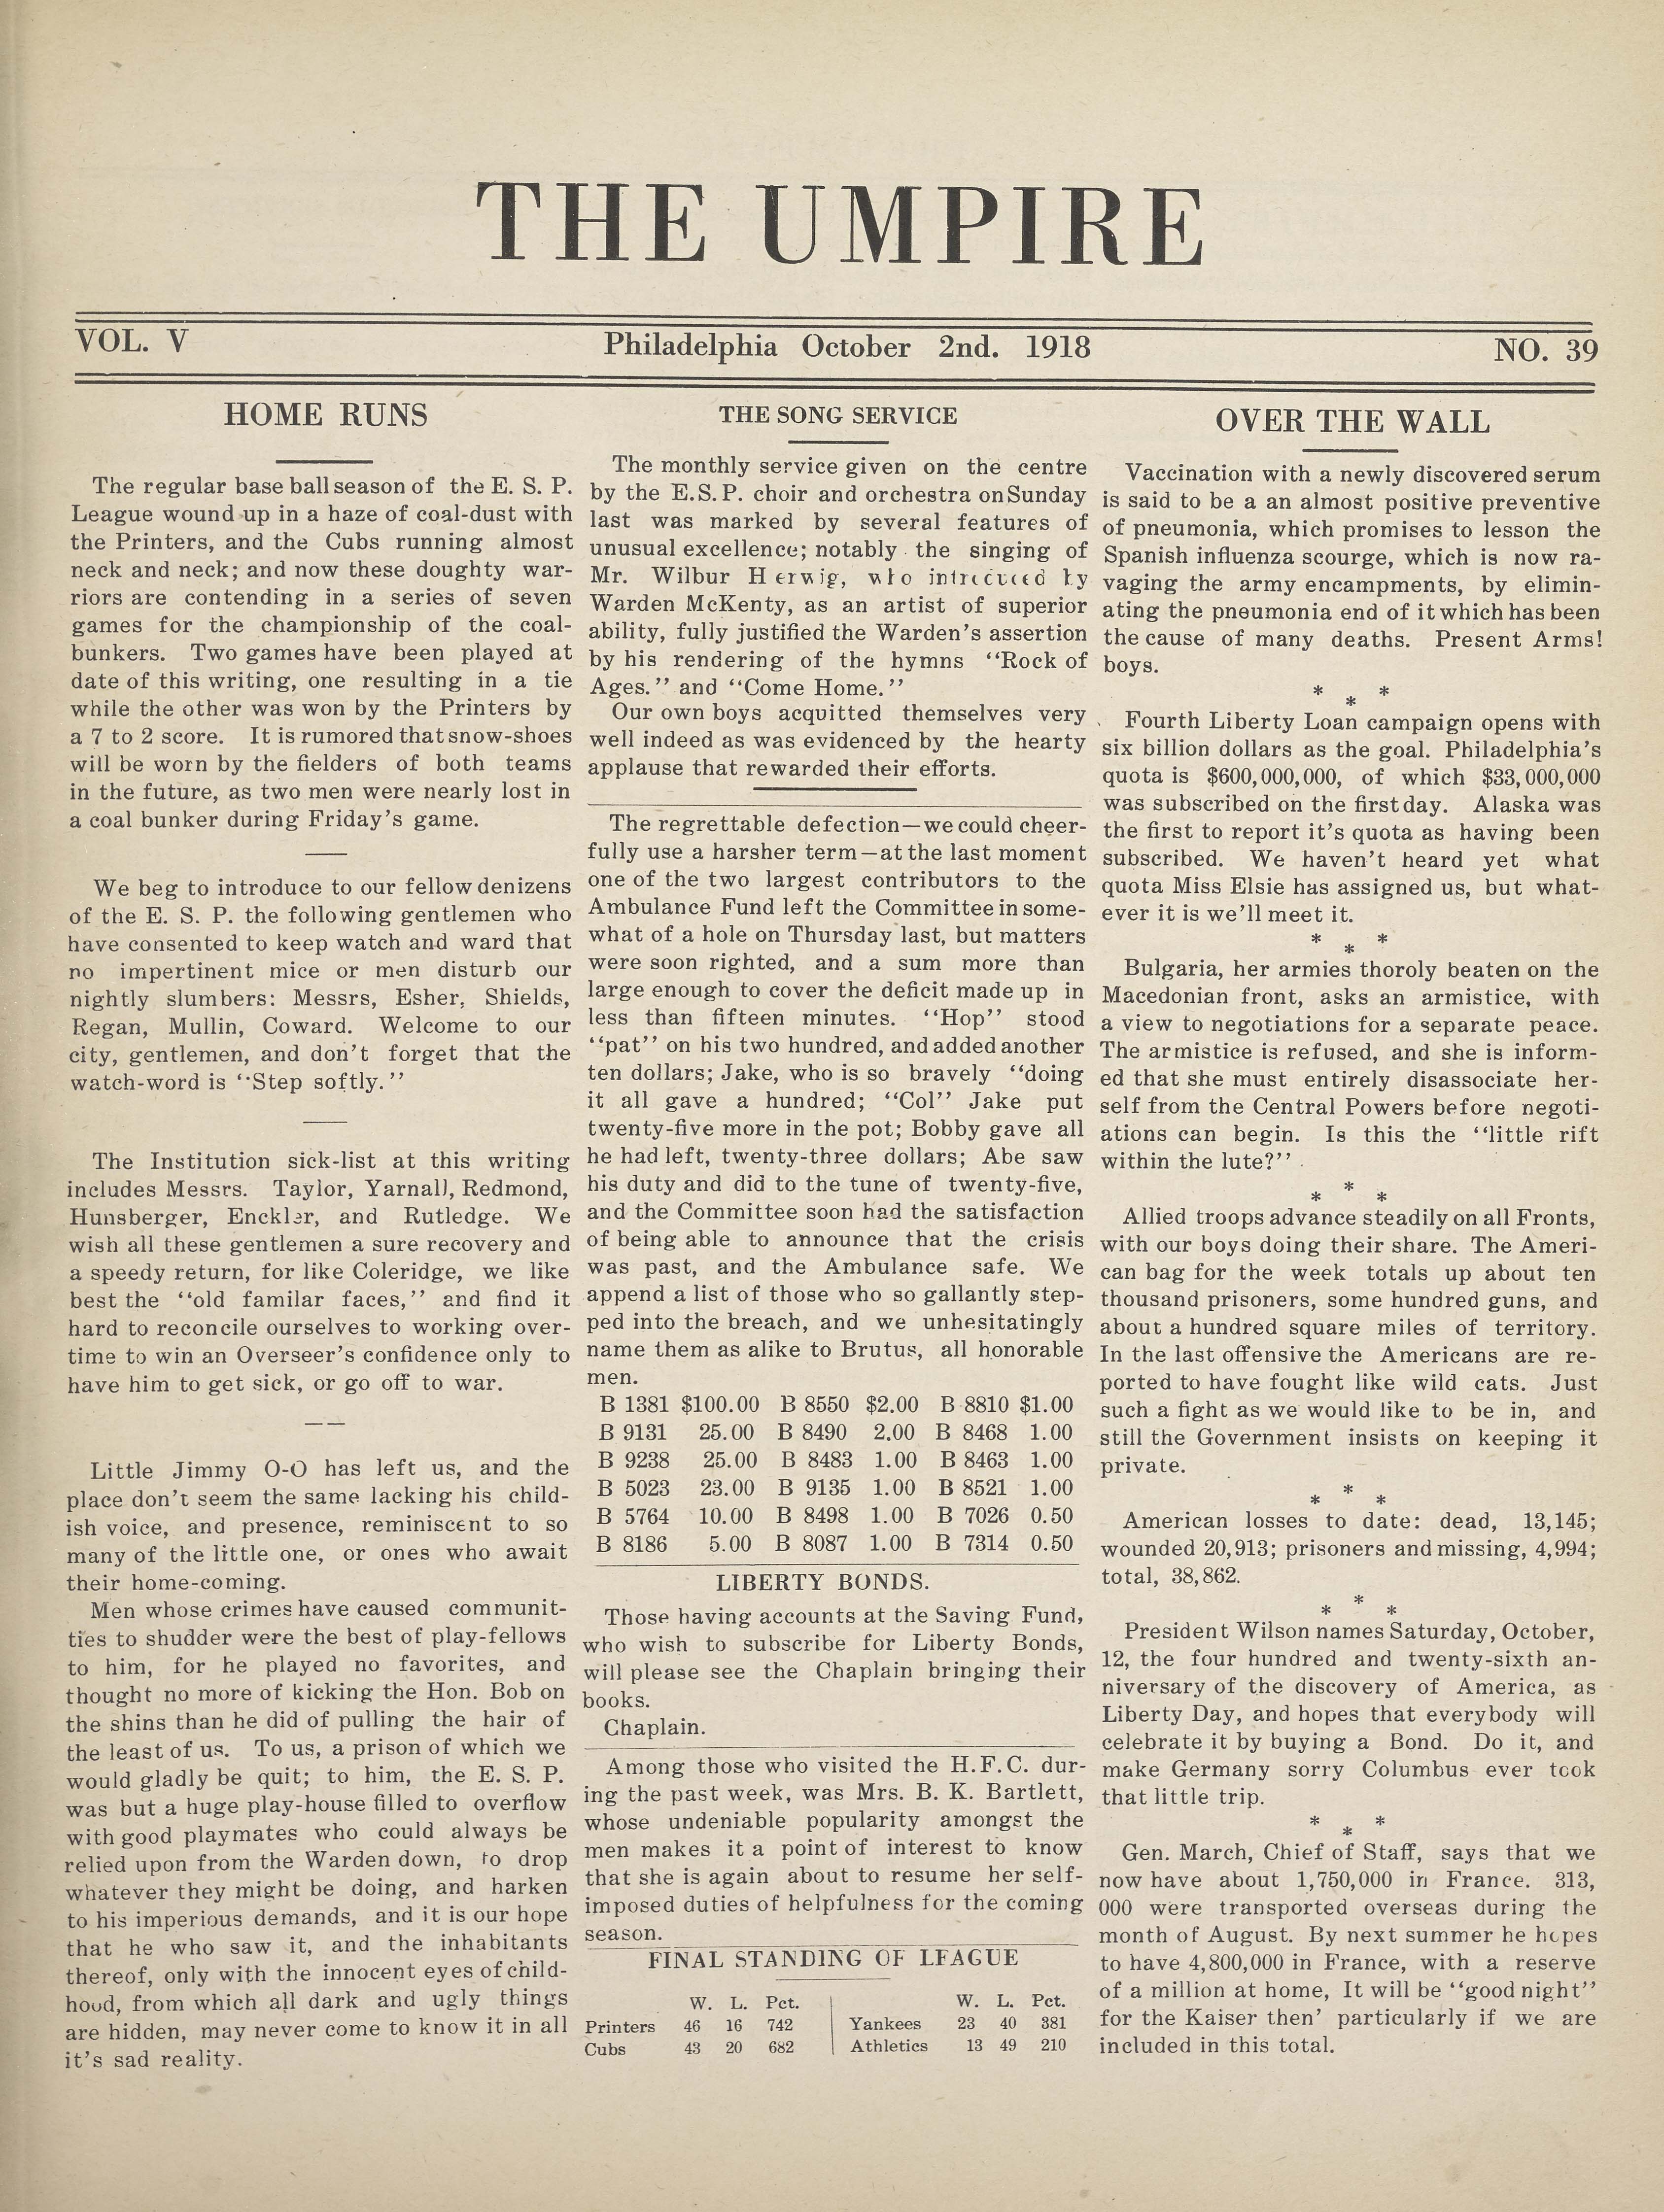 THE UMPIRE
VOL. V Philadelphia October 2nd. 1918 NO. 39
HOME RUNS
The regular base ball season of the E. S. P.
League wound up in a haze of coal-dust with
the Printers, and the Cubs running almost
neck and neck; and now these doughty war-
riors are contending in a series of seven
games for the championship of the coal-
bunkers. Two games have been played at
date of this writing, one resulting in a tie
while the other was won by the Printers by
a 7 to 2 score. It is rumored that snow-shoes
will be worn by the fielders of both teams
in the future, as two men were nearly lost in
a coal bunker during Friday's game.
We beg to introduce to our fellow denizens
of the E. S. P. the following gentlemen who
have consented to keep watch and ward that
no impertinent mice or men disturb our
nightly slumbers: Messrs, Esher, Shields,
Regan, Mullin, Coward. Welcome to our
city, gentlemen, and don't forget that the
watch-word is "Step softly."
The Institution sick-list at this writing
includes Messrs. Taylor, Yarnall, Redmond,
Hunsberger, Enckler, and Rutledge. We
wish all these gentlemen a sure recovery and
a speedy return, for like Coleridge, we like
best the "old familar faces," and find it
hard to reconcile ourselves to working over-
time to win an Overseer's confidence only to
have him to get sick, or go off to war.
Little Jimmy O-O has left us, and the
place don't seem the same lacking his child-
ish voice, and presence, reminiscent to so
many of the little one, or ones who await
their home-coming.
Men whose crimes have caused communit-
ties to shudder were the best of play-fellows
to him, for he played no favorites, and
thought no more of kicking the Hon. Bob on
the shins than he did of pulling the hair of
the least of us. To us, a prison of which we
would gladly be quit; to him, the E. S. P.
was but a huge play-house filled to overflow
with good playmates who could always be
relied upon from the Warden down, to drop
whatever they might be doing, and harken
to his imperious demands, and it is our hope
that he who saw it, and the inhabitants
thereof, only with the innocent eyes of child-
hood, from which all dark and ugly things
are hidden, may never come to know it in all
it's sad reality.
THE SONG SERVICE
The monthly service given on the centre
by the E.S.P. choir and orchestra on Sunday
last was marked by several features of
unusual excellence; notably the singing of
Mr. Wilbur Herwig, who introduced by
Warden McKenty, as an artist of superior
ability, fully justified the Warden's assertion
by his rendering of the hymns "Rock of
Ages." and "Come Home."
Our own boys acquitted themselves very
well indeed as was evidenced by the hearty
applause that rewarded their efforts.
The regrettable defection—we could cheer-
fully use a harsher term—at the last moment
one of the two largest contributors to the
Ambulance Fund left the Committee in some-
what of a hole on Thursday last, but matters
were soon righted, and a sum more than
large enough to cover the deficit made up in
less than fifteen minutes. "Hop" stood
"pat" on his two hundred, and added another
ten dollars; Jake, who is so bravely "doing
it all gave a hundred; "Col" Jake put
twenty-five more in the pot; Bobby gave all
he had left, twenty-three dollars; Abe saw
his duty and did to the tune of twenty-five,
and the Committee soon had the satisfaction
of being able to announce that the crisis
was past, and the Ambulance safe. We
append a list of those who so gallantly step-
ped into the breach, and we unhesitatingly
name them as alike to Brutus, all honorable
men.
B 1381 $100.00 B 8550 $2.00 B 8810 $1.00
B 9131 25.00 B 8490 2.00 B 8468 1.00
B 9238 25.00 B 8483 1.00 B 8463 1.00
B 5023 23.00 B 9135 1.00 B 8521 1.00
B 5764 10.00 B 8498 1.00 B 7026 0.50
B 8186 5.00 B 8087 1.00 B 7314 0.50
LIBERTY BONDS.
Those having accounts at the Saving Fund,
who wish to subscribe for Liberty Bonds,
will please see the Chaplain bringing their
books.
Chaplain.
Among those who visited the H.F.C. dur-
ing the past week, was Mrs. B. K. Bartlett,
whose undeniable popularity amongst the
men makes it a point of interest to know
that she is again about to resume her self-
imposed duties of helpfulness for the coming
season.
FINAL STANDING OF LEAGUE
W. L. Pct. W. L. Pct.
Printers 46 16 742 Yankees 23 40 381
Cubs 43 20 682 Athletics 13 49 210
OVER THE WALL
Vaccination with a newly discovered serum
is said to be a an almost positive preventive
of pneumonia, which promises to lesson the
Spanish influenza scourge, which is now ra-
vaging the army encampments, by elimin-
ating the pneumonia end of it which has been
the cause of many deaths. Present Arms!
boys.
* * *
Fourth Liberty Loan campaign opens with
six billion dollars as the goal. Philadelphia's
quota is $600,000,000, of which $33,000,000
was subscribed on the first day. Alaska was
the first to report it's quota as having been
subscribed. We haven't heard yet what
quota Miss Elsie has assigned us, but what-
ever it is we'll meet it.
* * *
Bulgaria, her armies thoroly beaten on the
Macedonian front, asks an armistice, with
a view to negotiations for a separate peace.
The armistice is refused, and she is inform-
ed that she must entirely disassociate her-
self from the Central Powers before negoti-
ations can begin. Is this the "little rift
within the lute?"
* * *
Allied troops advance steadily on all Fronts,
with our boys doing their share. The Ameri-
can bag for the week totals up about ten
thousand prisoners, some hundred guns, and
about a hundred square miles of territory.
In the last offensive the Americans are re-
ported to have fought like wild cats. Just
such a fight as we would like to be in, and
still the Government insists on keeping it
private.
* * *
American losses to date: dead, 13,145;
wounded 20,913; prisoners and missing, 4,994;
total, 38,862.
* * *
President Wilson names Saturday, October,
12, the four hundred and twenty-sixth an-
niversary of the discovery of America, as
Liberty Day, and hopes that everybody will
celebrate it by buying a Bond. Do it, and
make Germany sorry Columbus ever took
that little trip.
* * *
Gen. March, Chief of Staff, says that we
now have about 1,750,000 in France. 313,
000 were transported overseas during the
month of August. By next summer he hopes
to have 4,800,000 in France, with a reserve
of a million at home, It will be "good night"
for the Kaiser then' particularly if we are
included in this total.